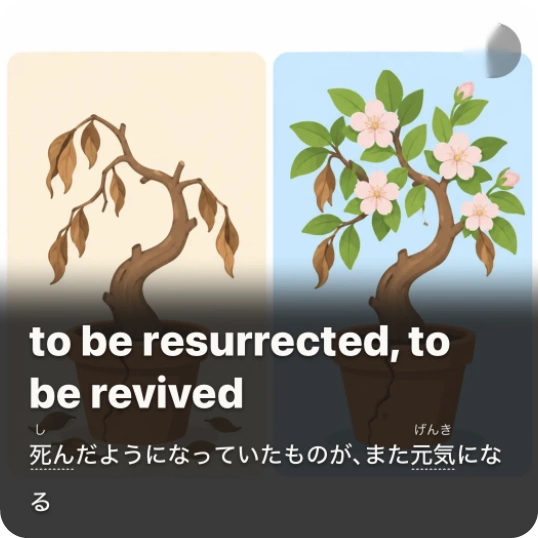 to be resurrected, to
be revived
し げんき
死んだようになっていたものが、また元気にな
る